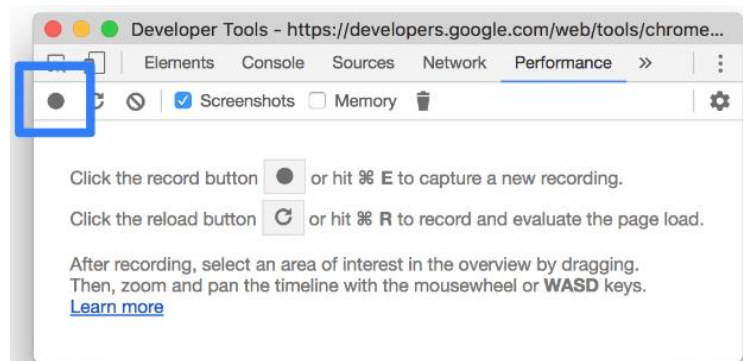 Developer Tools - https://developers.google.com/web/tools/chrome...
Elements Console Sources Network Performance »
Screenshots Memory
Click the record button or hit ⌘ E to capture a new recording.
Click the reload button or hit ⌘ R to record and evaluate the page load.
After recording, select an area of interest in the overview by dragging.
Then, zoom and pan the timeline with the mousewheel or WASD keys.
Learn more